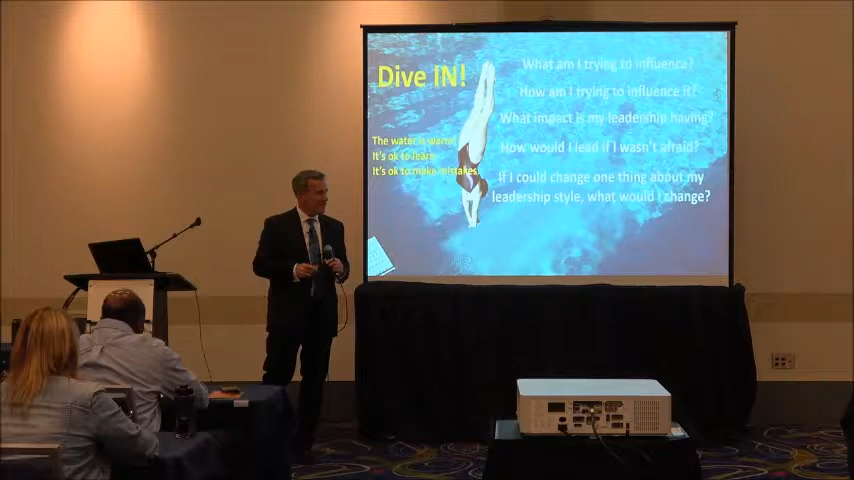 Dive IN!
The water is warm!
It's ok to learn
It's ok to make mistakes.
What am I trying to influence?
How am I trying to influence it?
What impact is my leadership having?
How would I lead if I wasn't afraid?
If I could change one thing about my
leadership style, what would I change?